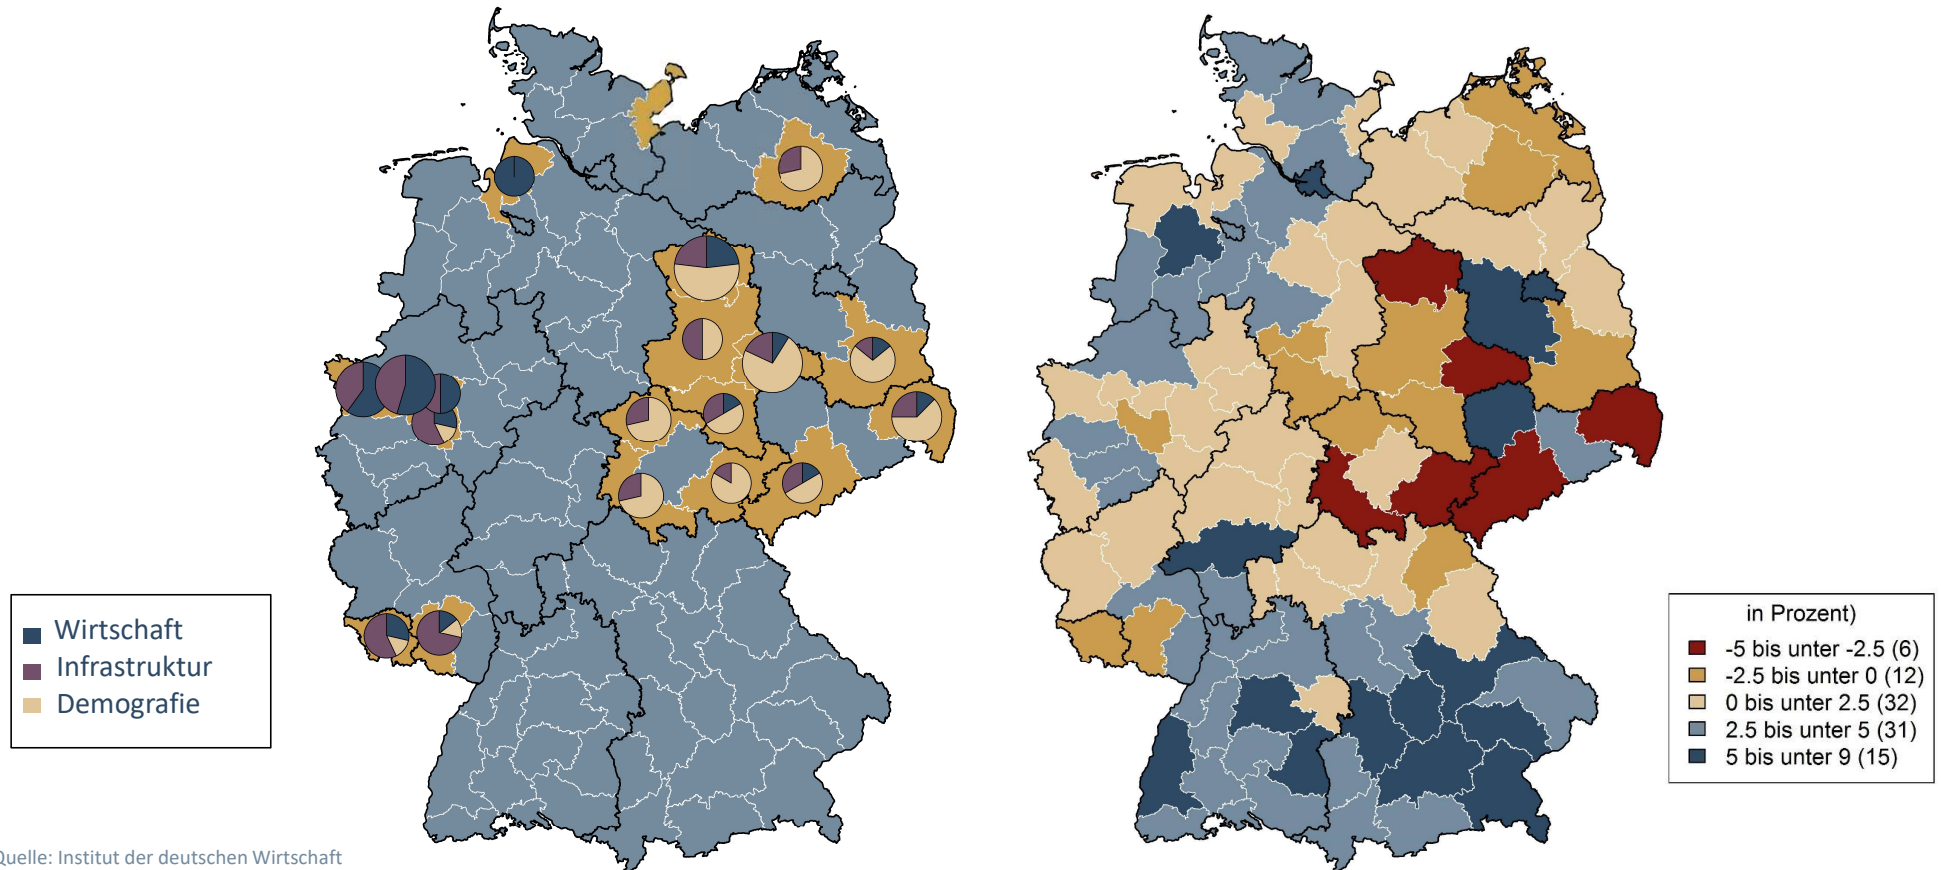 Wirtschaft
Infrastruktur
Demografie
in Prozent)
-5 bis unter -2.5 (6)
-2.5 bis unter 0 (12)
0 bis unter 2.5 (32)
2.5 bis unter 5 (31)
5 bis unter 9 (15)
Quelle: Institut der deutschen Wirtschaft